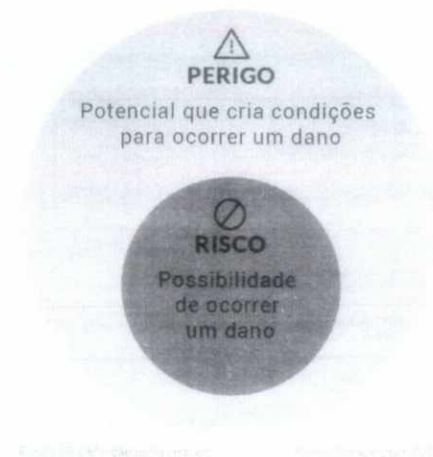 PERIGO
Potencial que cria condições
para ocorrer um dano
RISCO
Possibilidade
de ocorrer
um dano